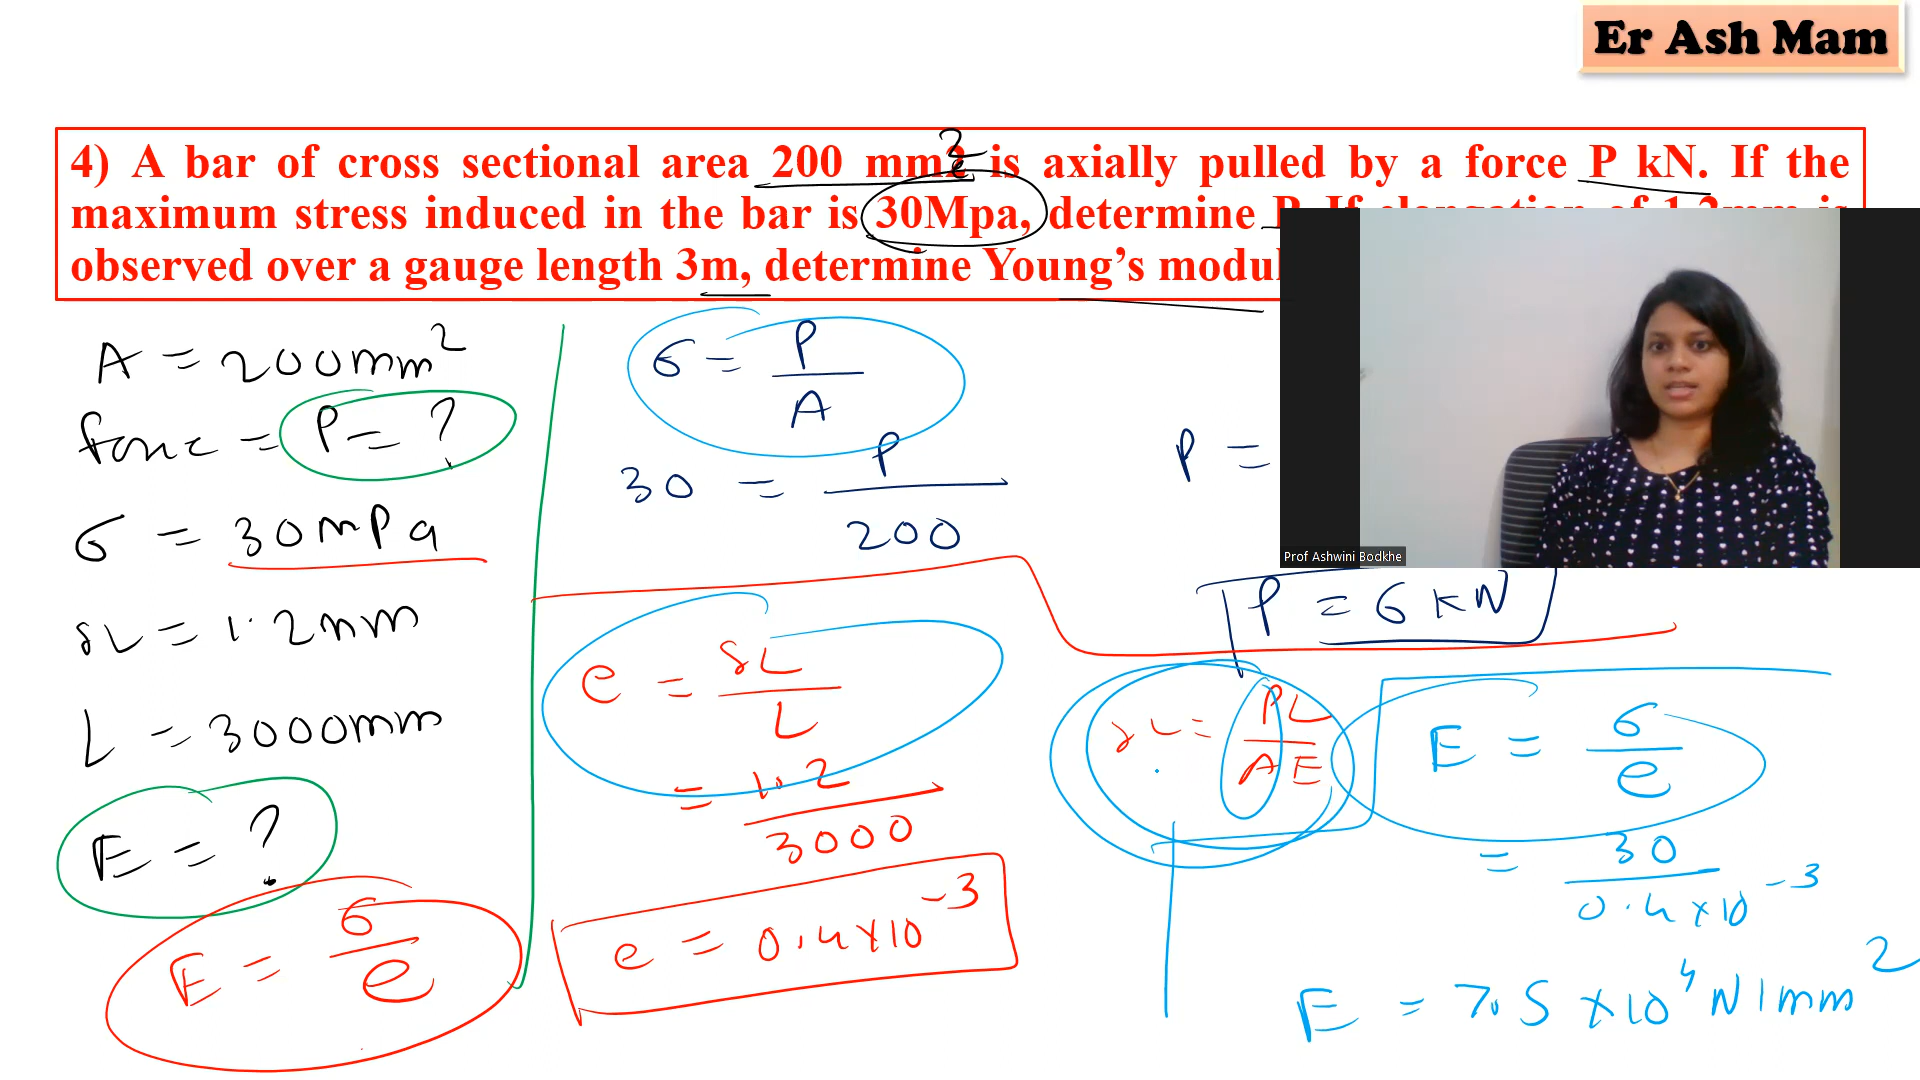 Er Ash Mam
4) A bar of cross sectional area 200 mm2 is axially pulled by a force P kN. If the
maximum stress induced in the bar is 30Mpa, determine
observed over a gauge length 3m, determine Young’s modul
A = 200mm²
force = P = ?
σ = 30mPa
δL = 1.2mm
L = 3000mm
E = ?
E = σ/e
σ = P/A
30 = P/200
P =
P = 6 KN
e = δL/L
= 1.2/3000
e = 0.4×10⁻³
δL = PL/AE
E = σ/e
= 30/0.4×10⁻³
E = 7.5×10⁴ N/mm²
Prof Ashwini Bodkhe